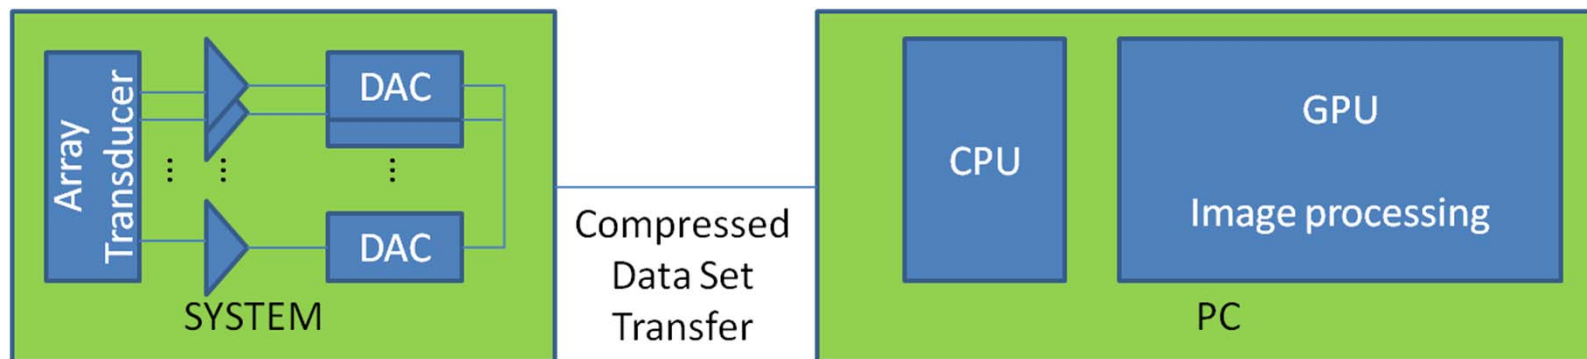 Array
Transducer
DAC
DAC
SYSTEM
Compressed
Data Set
Transfer
CPU
GPU
Image processing
PC